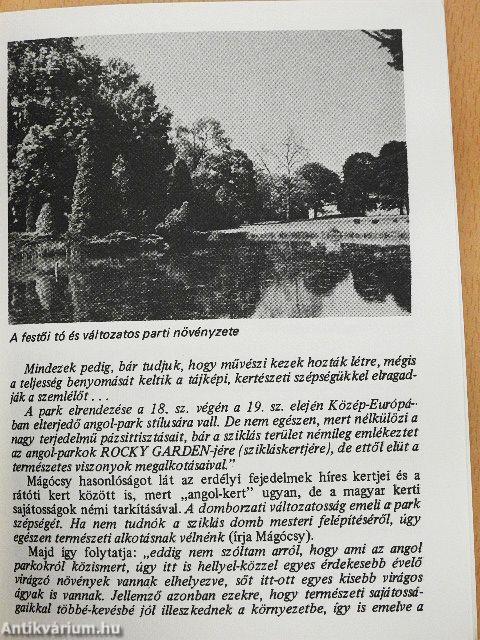 A festői tó és változatos parti növényzete
Mindezek pedig, bár tudjuk, hogy művészi kezek hozták létre, mégis
a teljesség benyomását keltik a tájképi, kertészeti szépségükkel elragad-
ják a szemlélőt . . .
A park elrendezése a 18. sz. végén a 19. sz. elején Közép-Európá-
ban elterjedő angol-park stílusára vall. De nem egészen, mert nélkülözi a
nagy terjedelmű pázsittisztásait, bár a sziklás terület némileg emlékeztet
az angol-parkok ROCKY GARDEN-jére (szikláskertjére), de ettől elüt a
természetes viszonyok megalkotásaival."
Mágócsy hasonlóságot lát az erdélyi fejedelmek híres kertjei és a
rátóti kert között is, mert „angol-kert" ugyan, de a magyar kerti
sajátosságok némi tarkításával. A domborzati változatosság emeli a park
szépségét. Ha nem tudnók a sziklás domb mesteri felépítéséről, úgy
egészen természeti alkotásnak vélnénk (írja Mágócsy).
Majd így folytatja: „eddig nem szóltam arról, hogy ami az angol
parkokról közismert, úgy itt is hellyel-közzel egyes érdekesebb évelő
virágzó növények vannak elhelyezve, sőt itt-ott egyes kisebb virágos
ágyak is vannak. Jellemző azonban ezekre, hogy természeti sajátossá-
gaikkal többé-kevésbé jól illeszkednek a környezetbe, így is emelve a
Antikvárium.hu